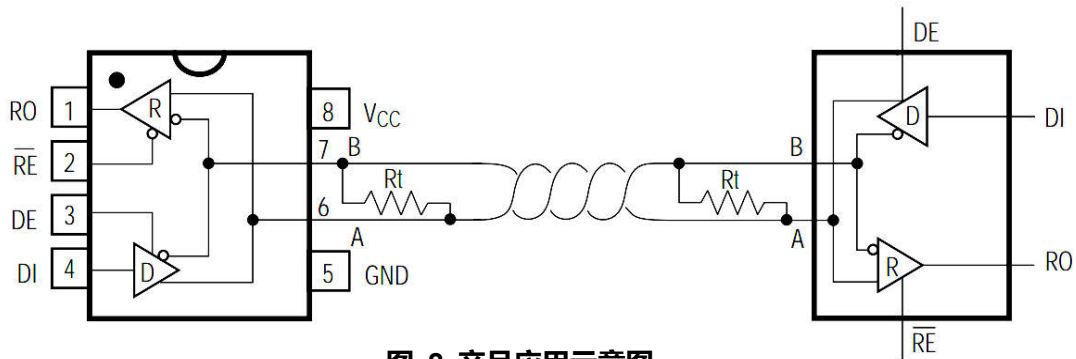 DE
RO 1 R 8 VCC D DI
RE 2 7 B B
Rt Rt
DE 3 6 A A
DI 4 D 5 GND R RO
RE